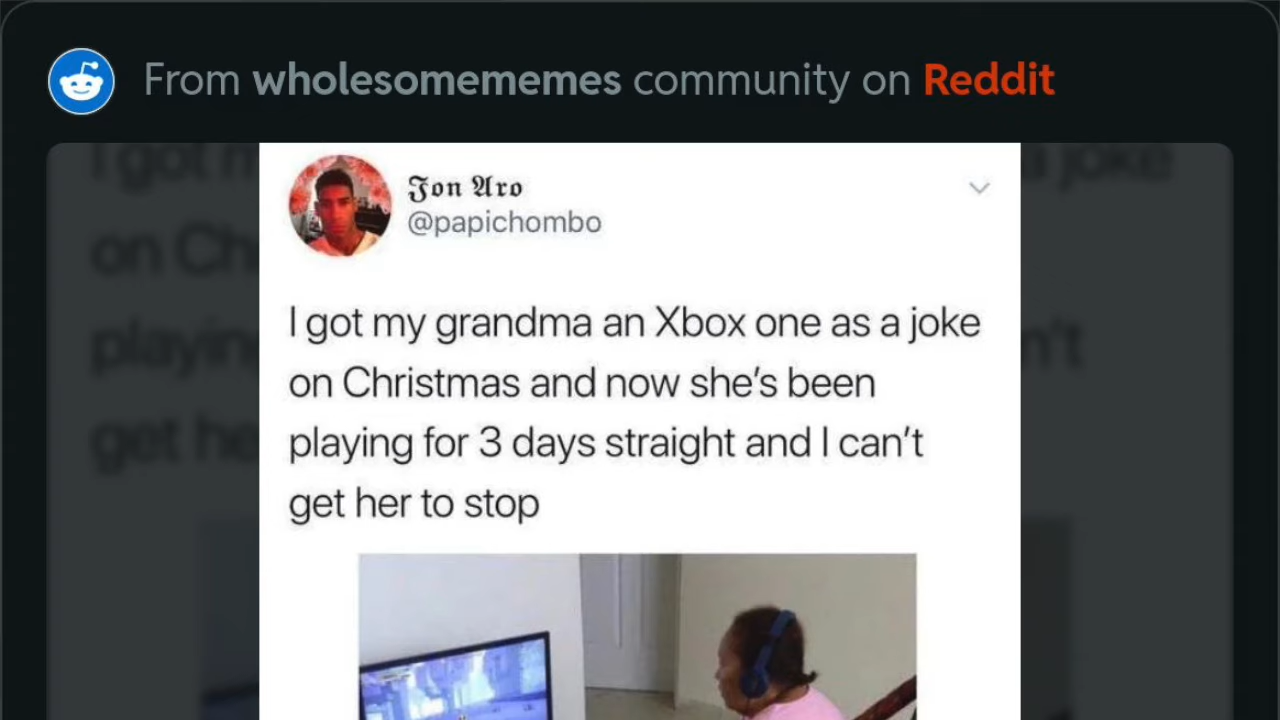 From wholesomememes community on Reddit
Jon Aro
@papichombo
I got my grandma an Xbox one as a joke
on Christmas and now she's been
playing for 3 days straight and I can't
get her to stop